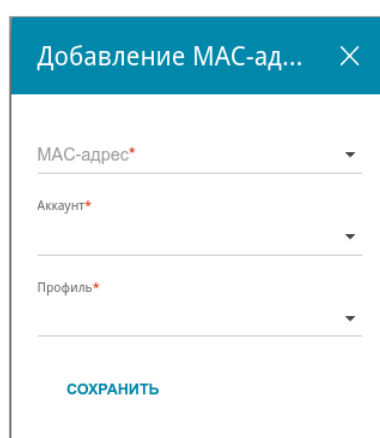 Добавление MAC-ад...
MAC-адрес*
Аккаунт*
Профиль*
СОХРАНИТЬ